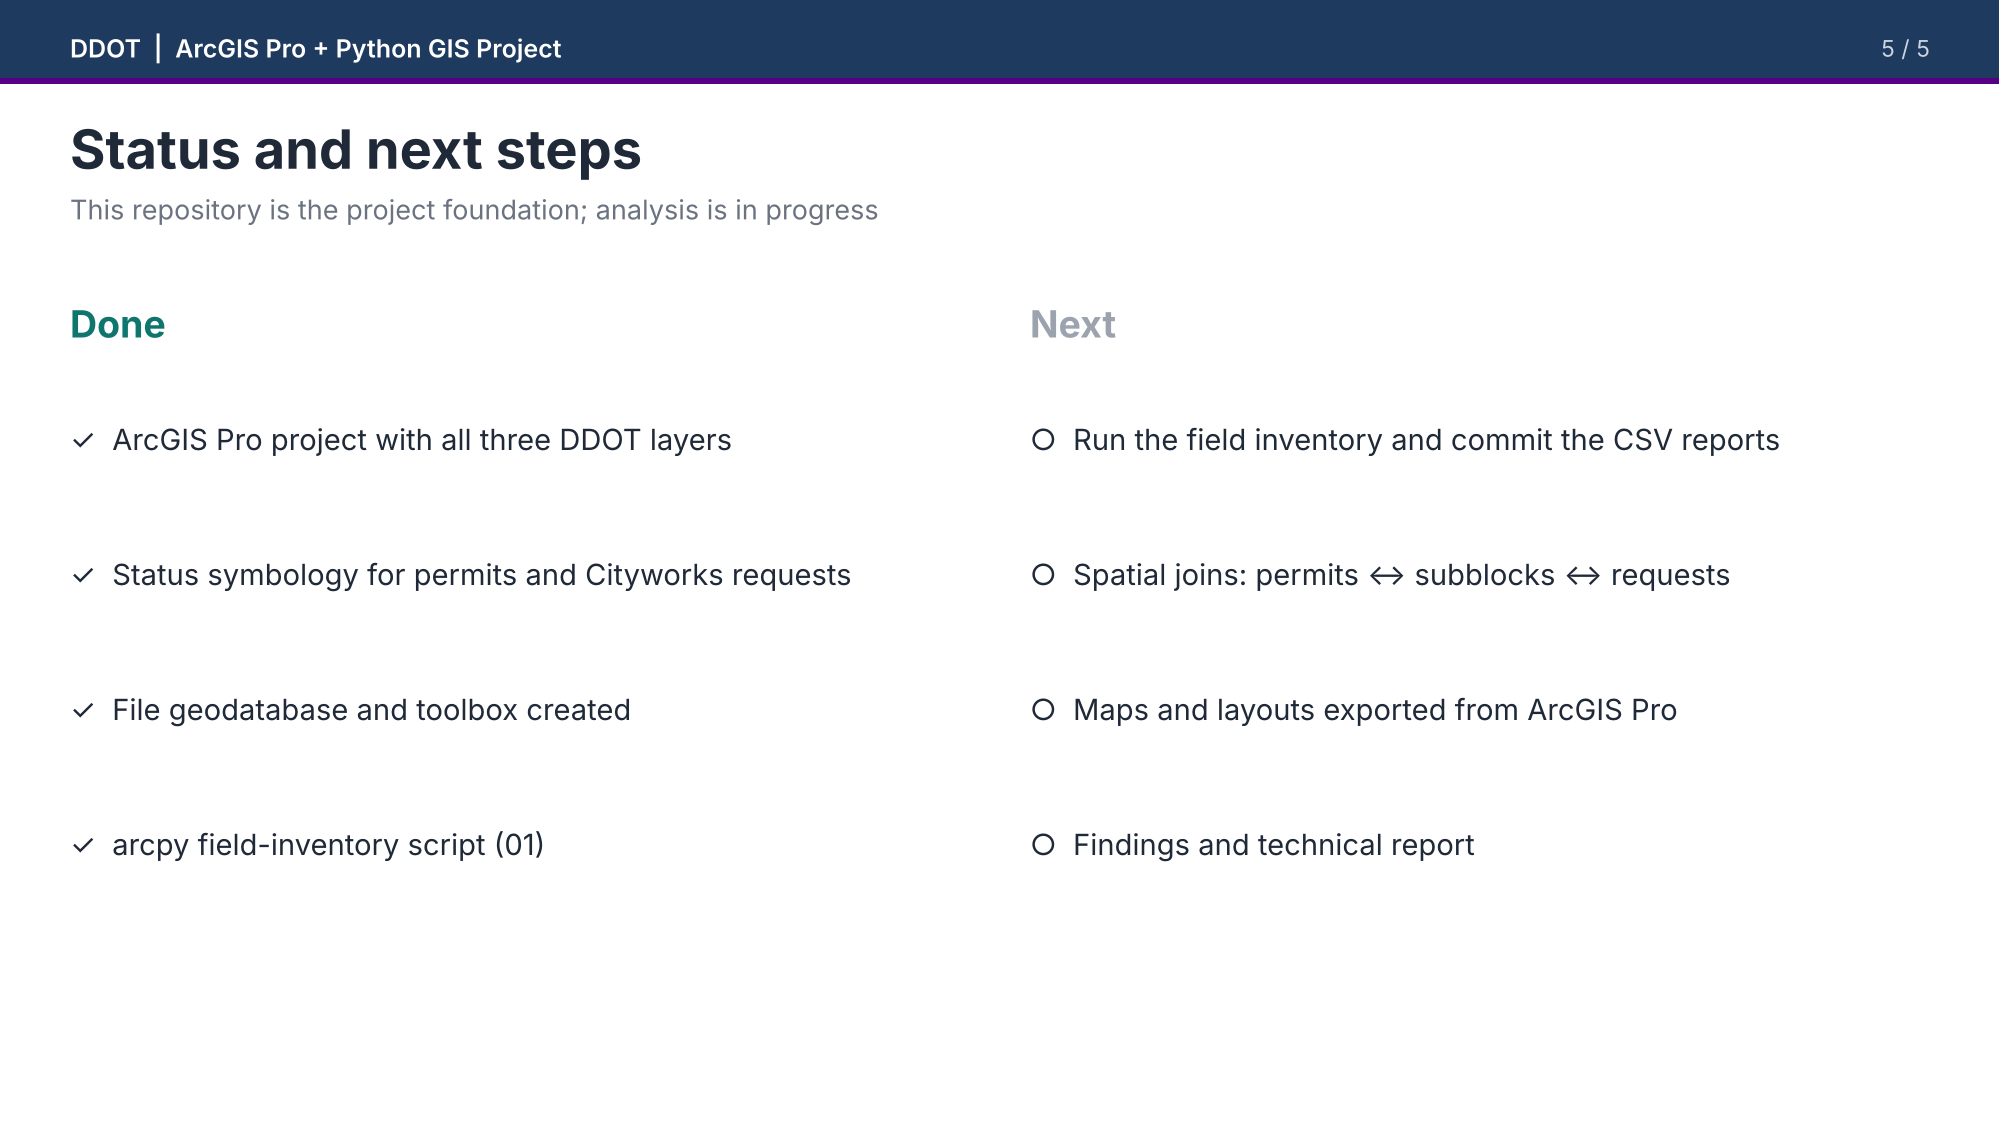 DDOT | ArcGIS Pro + Python GIS Project
5 / 5
Status and next steps
This repository is the project foundation; analysis is in progress
Done
✓ ArcGIS Pro project with all three DDOT layers
✓ Status symbology for permits and Cityworks requests
✓ File geodatabase and toolbox created
✓ arcpy field-inventory script (01)
Next
○ Run the field inventory and commit the CSV reports
○ Spatial joins: permits ↔ subblocks ↔ requests
○ Maps and layouts exported from ArcGIS Pro
○ Findings and technical report